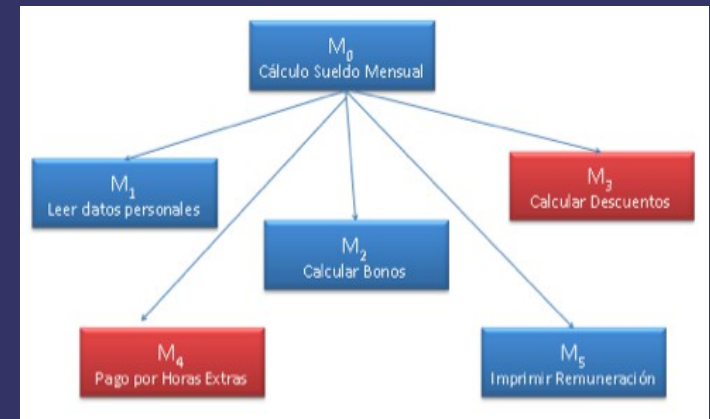 M0
Cálculo Sueldo Mensual
M1
Leer datos personales
M3
Calcular Descuentos
M2
Calcular Bonos
M4
Pago por Horas Extras
M5
Imprimir Remuneración